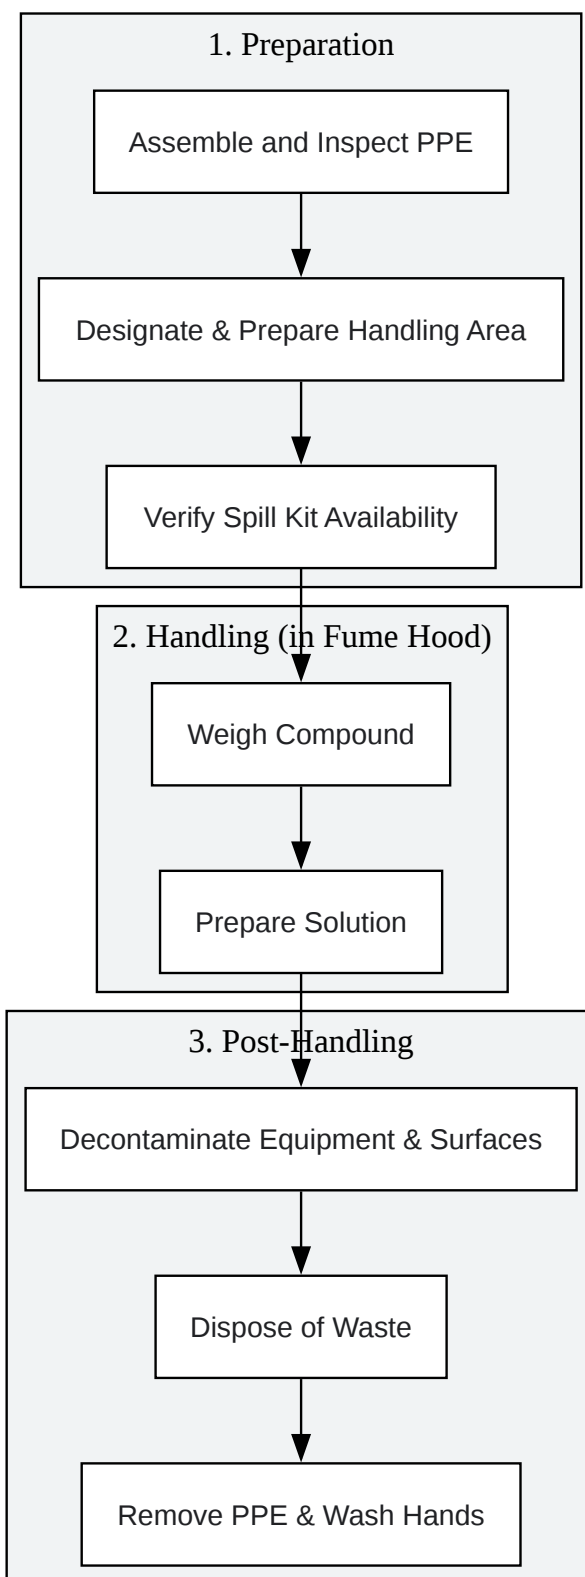 1. Preparation
Assemble and Inspect PPE
Designate & Prepare Handling Area
Verify Spill Kit Availability
2. Handling (in Fume Hood)
Weigh Compound
Prepare Solution
3. Post-Handling
Decontaminate Equipment & Surfaces
Dispose of Waste
Remove PPE & Wash Hands